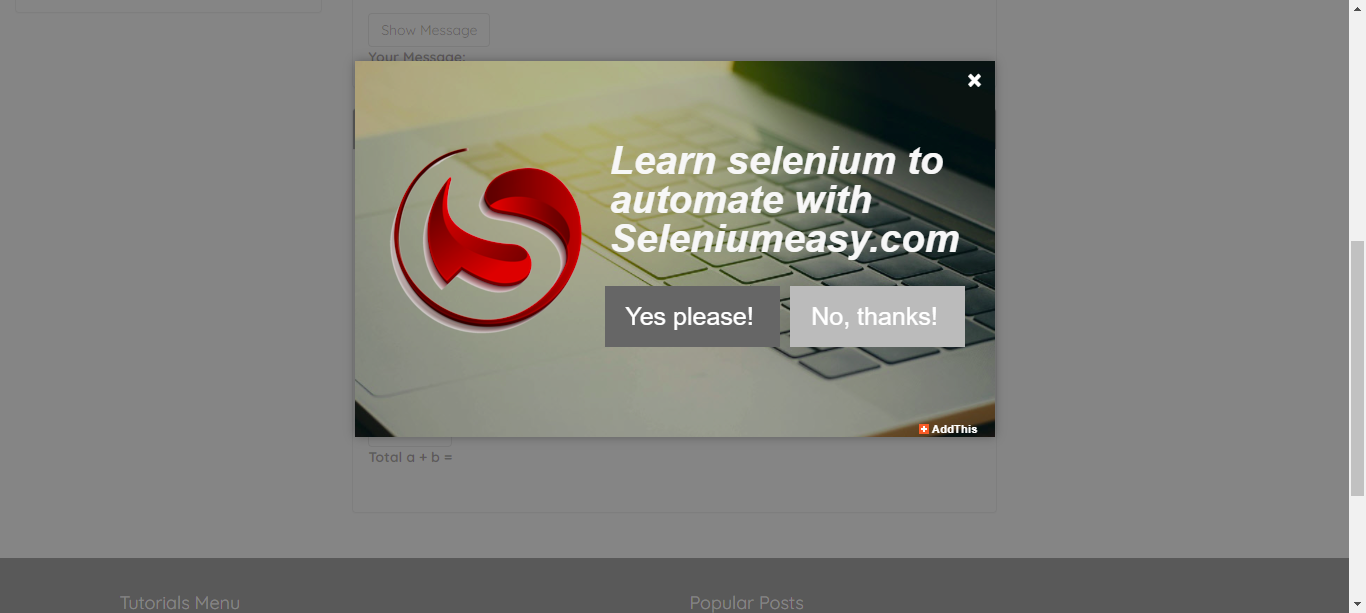 Show Message
Your Message:
Learn selenium to
automate with
Seleniumeasy.com
Yes please!
No, thanks!
AddThis
Total a + b =
Tutorials Menu
Popular Posts